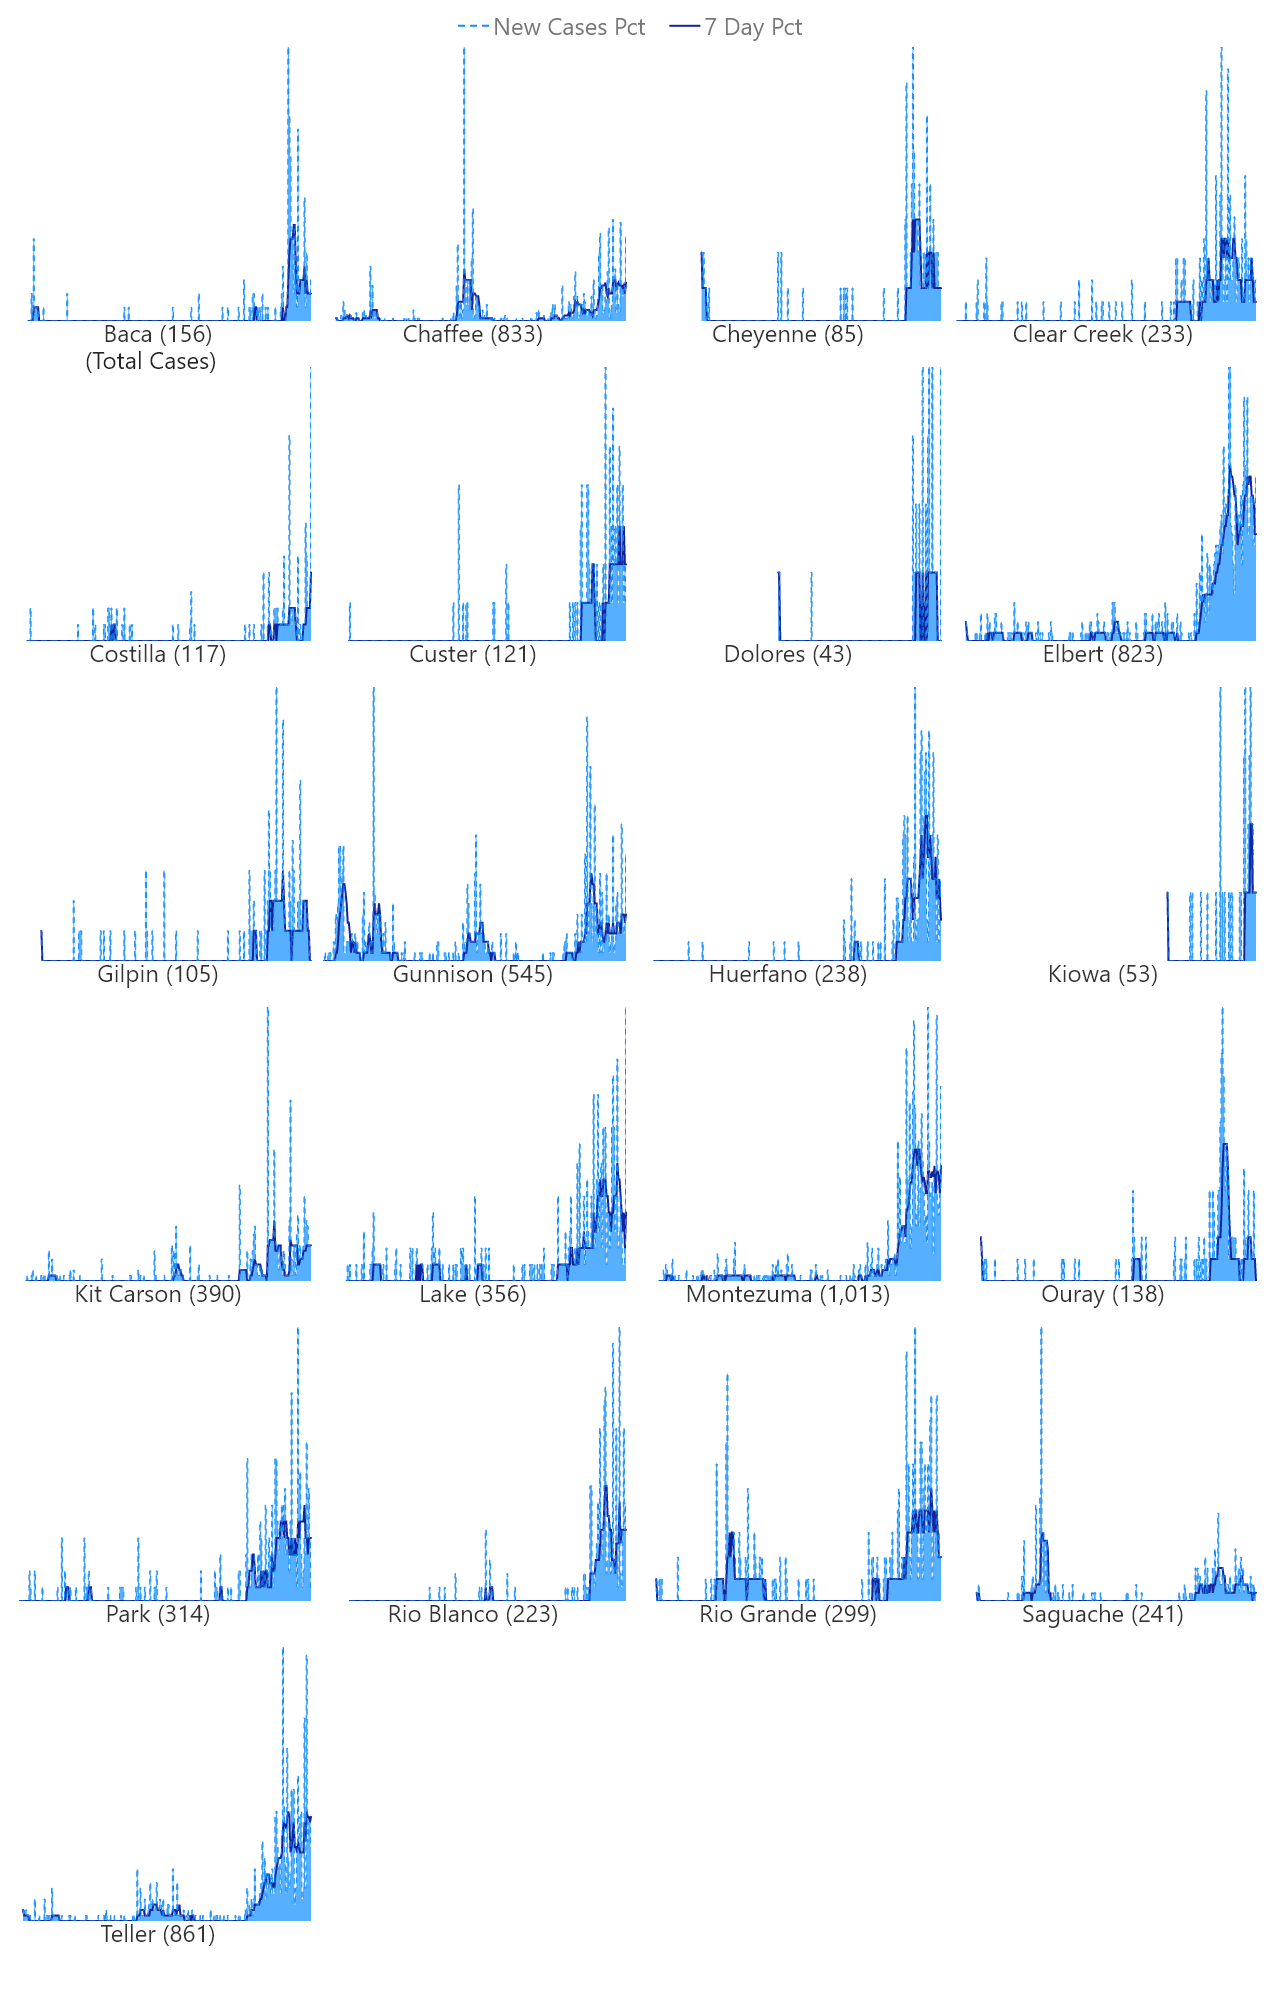 New Cases Pct 7 Day Pct
Baca (156) Chaffee (833) Cheyenne (85) Clear Creek (233)
(Total Cases)
Costilla (117) Custer (121) Dolores (43) Elbert (823)
Gilpin (105) Gunnison (545) Huerfano (238) Kiowa (53)
Kit Carson (390) Lake (356) Montezuma (1,013) Ouray (138)
Park (314) Rio Blanco (223) Rio Grande (299) Saguache (241)
Teller (861)